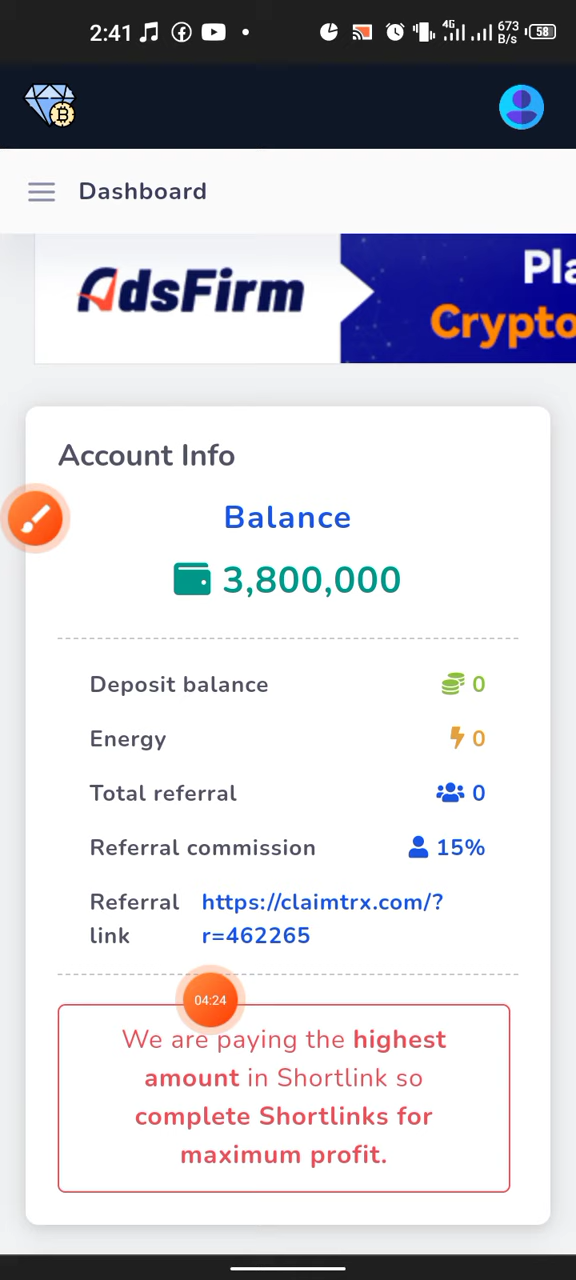 2:41
4G
673
B/s
58
B
Dashboard
AdsFirm
Pla
Crypto
Account Info
Balance
3,800,000
Deposit balance 0
Energy 0
Total referral 0
Referral commission 15%
Referral link https://claimtrx.com/?
r=462265
04:24
We are paying the highest
amount in Shortlink so
complete Shortlinks for
maximum profit.